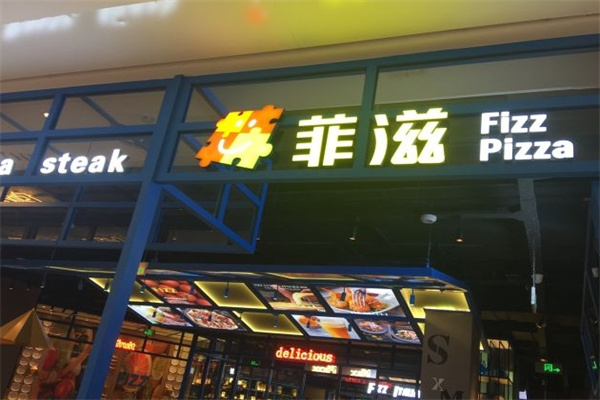 a steak
菲滋
Fizz
Pizza
delicious
S
x